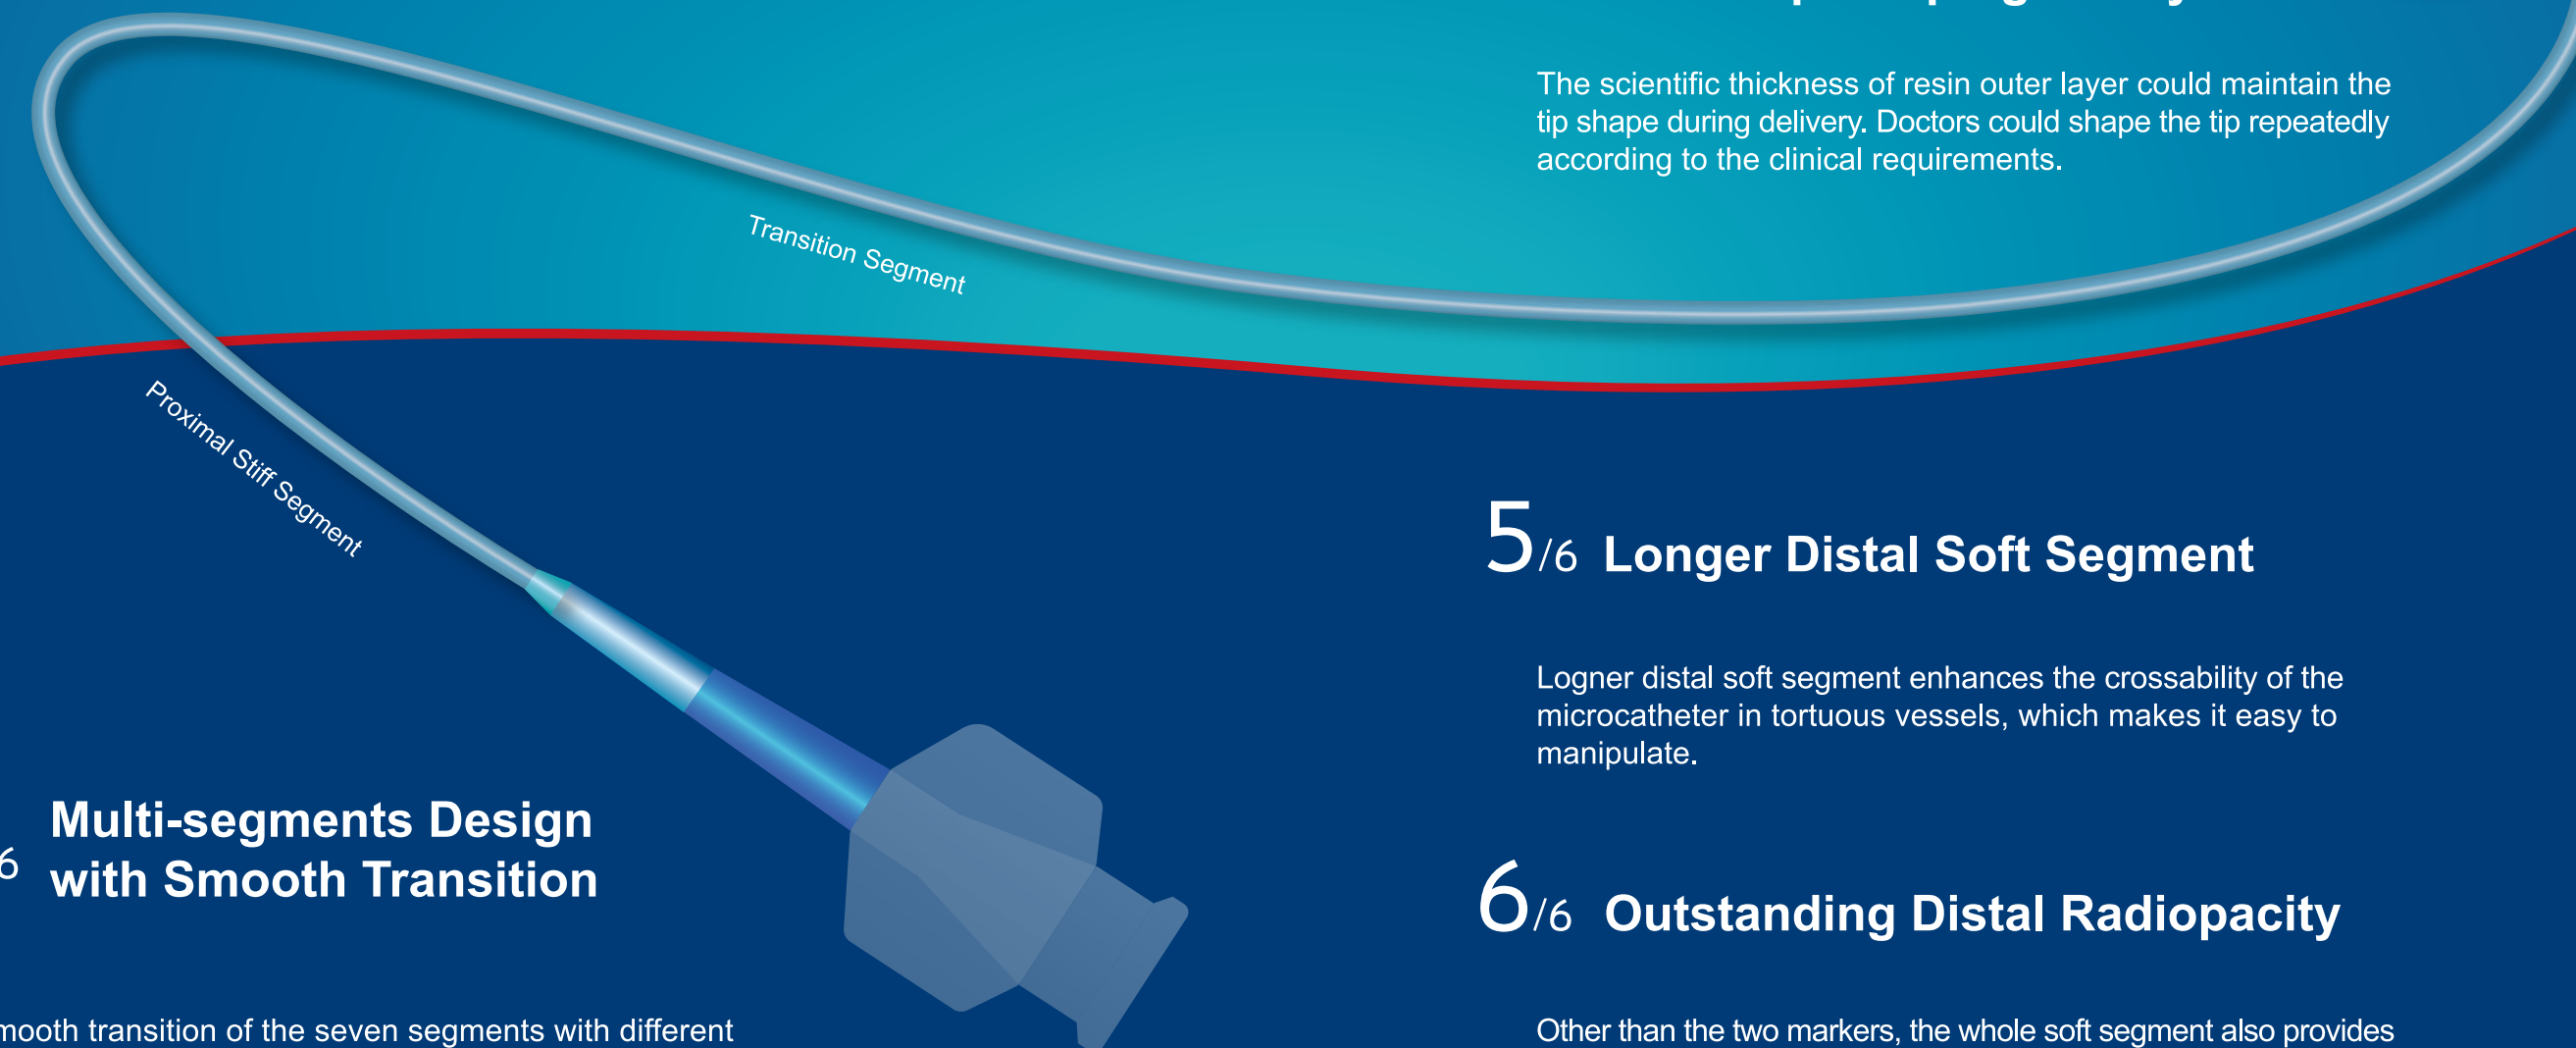 The scientific thickness of resin outer layer could maintain the
tip shape during delivery. Doctors could shape the tip repeatedly
according to the clinical requirements.
Transition Segment
Proximal Stiff Segment
5/6 Longer Distal Soft Segment
Logner distal soft segment enhances the crossability of the
microcatheter in tortuous vessels, which makes it easy to
manipulate.
6 Multi-segments Design
with Smooth Transition
6/6 Outstanding Distal Radiopacity
transition of the seven segments with different
Other than the two markers, the whole soft segment also provides